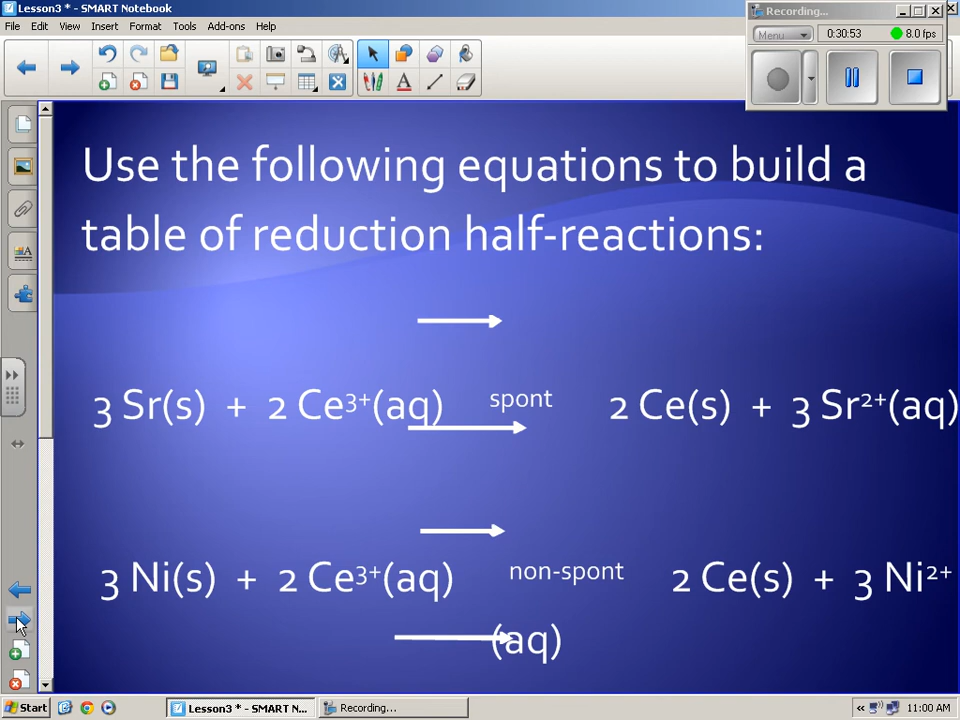 Lesson3 * - SMART Notebook
File Edit View Insert Format Tools Add-ons Help
Recording...
Menu 0:30:53 8.0 fps
Use the following equations to build a
table of reduction half-reactions:
3 Sr(s) + 2 Ce³⁺(aq) spont 2 Ce(s) + 3 Sr²⁺(aq)
3 Ni(s) + 2 Ce³⁺(aq) non-spont 2 Ce(s) + 3 Ni²⁺
(aq)
Start Lesson3 * - SMART N... Recording... 11:00 AM